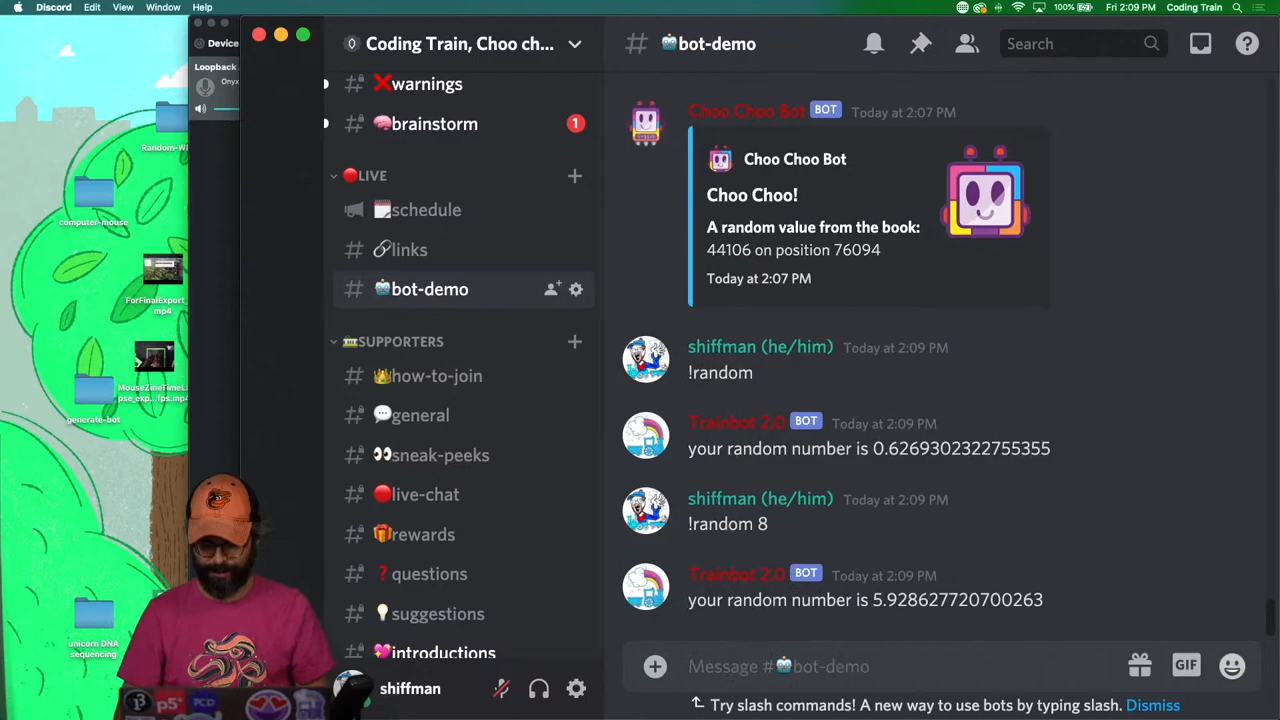 Discord Edit View Window Help
100% Fri 2:09 PM Coding Train
Device
Loopback
Onyx
Random-W
computer-mouse
ForFinalExport_
mp4
MouseZineTimeLa
pse_exp...fps.mp4
generate-bot
unicorn DNA
sequencing
Coding Train, Choo ch...
warnings
brainstorm 1
LIVE
schedule
links
bot-demo
SUPPORTERS
how-to-join
general
sneak-peeks
live-chat
rewards
questions
suggestions
introductions
shiffman
p5*
PCD
bot-demo
Search
Choo Choo Bot BOT Today at 2:07 PM
Choo Choo Bot
Choo Choo!
A random value from the book:
44106 on position 76094
Today at 2:07 PM
shiffman (he/him) Today at 2:09 PM
!random
Trainbot 2.0 BOT Today at 2:09 PM
your random number is 0.6269302322755355
shiffman (he/him) Today at 2:09 PM
!random 8
Trainbot 2.0 BOT Today at 2:09 PM
your random number is 5.928627720700263
Message #bot-demo
GIF
Try slash commands! A new way to use bots by typing slash. Dismiss